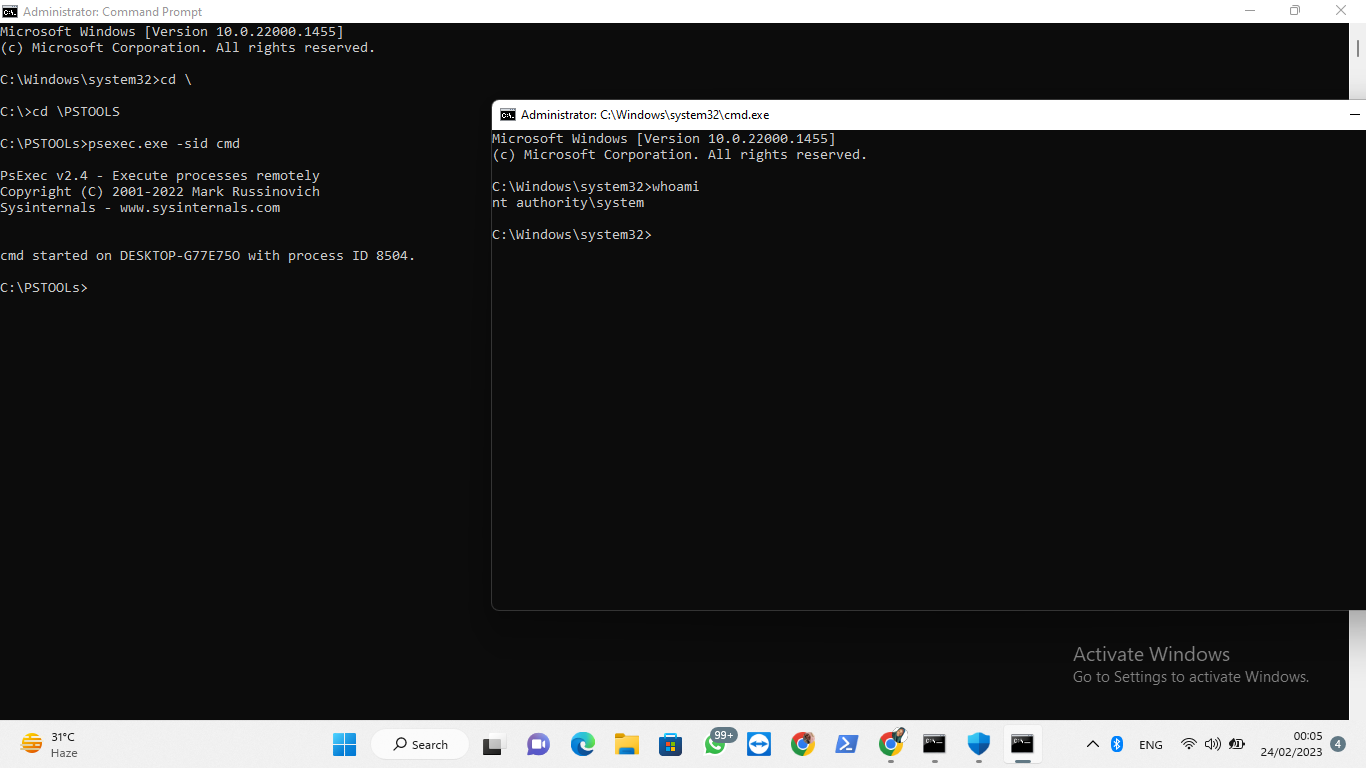 Administrator: Command Prompt
Microsoft Windows [Version 10.0.22000.1455]
(c) Microsoft Corporation. All rights reserved.
C:\Windows\system32>cd \
C:\>cd \PSTOOLS
C:\PSTOOLs>psexec.exe -sid cmd
PsExec v2.4 - Execute processes remotely
Copyright (C) 2001-2022 Mark Russinovich
Sysinternals - www.sysinternals.com
cmd started on DESKTOP-G77E75O with process ID 8504.
C:\PSTOOLs>
Administrator: C:\Windows\system32\cmd.exe
Microsoft Windows [Version 10.0.22000.1455]
(c) Microsoft Corporation. All rights reserved.
C:\Windows\system32>whoami
nt authority\system
C:\Windows\system32>
Activate Windows
Go to Settings to activate Windows.
31°C
Haze
Search
99+
ENG
00:05
24/02/2023
4